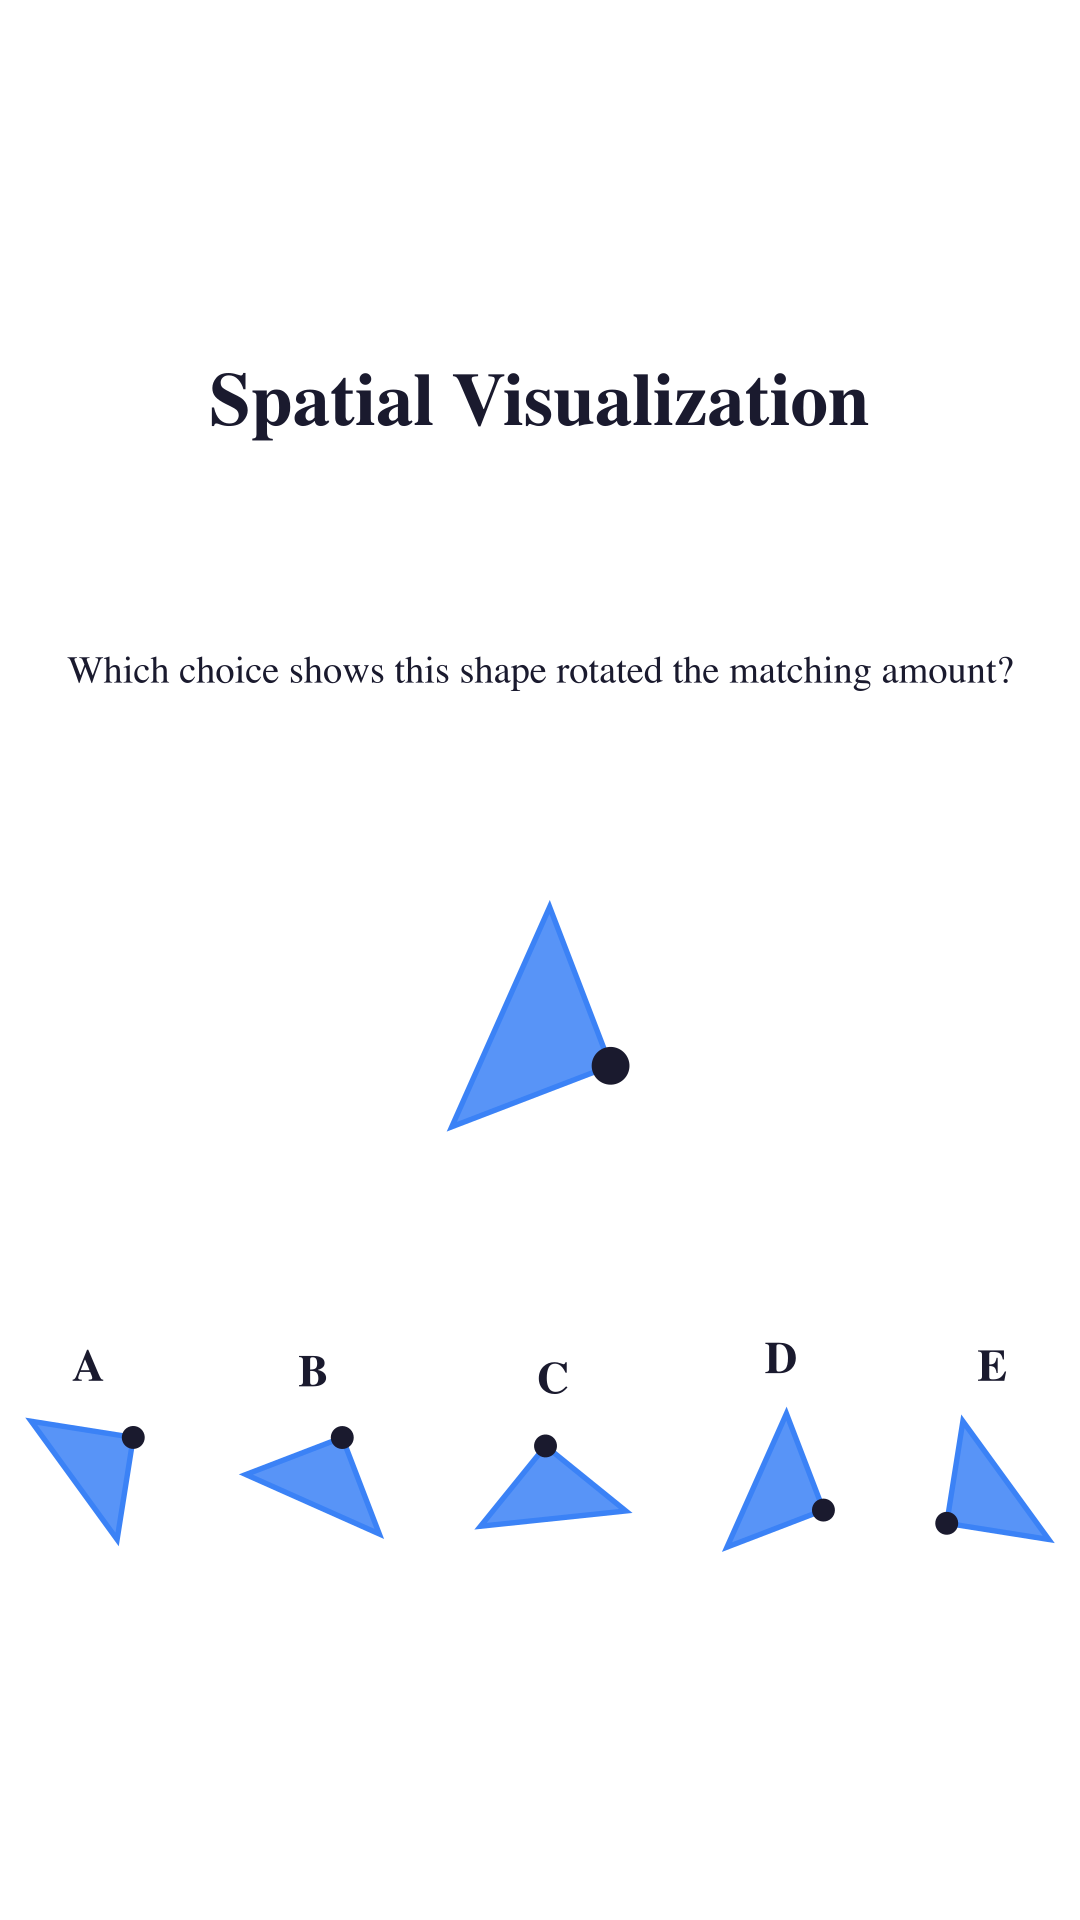 Spatial Visualization
Which choice shows this shape rotated the matching amount?
A B C D E